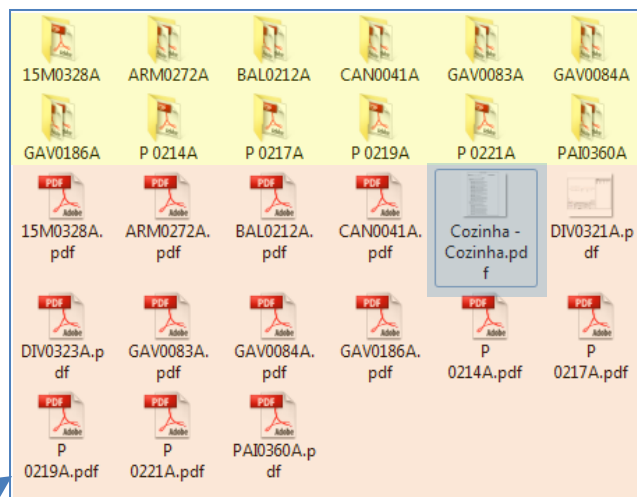 15M0328A ARM0272A BAL0212A CAN0041A GAV0083A GAV0084A
GAV0186A P 0214A P 0217A P 0219A P 0221A PAI0360A
15M0328A. ARM0272A. BAL0212A. CAN0041A. Cozinha - DIV0321A.p
pdf pdf pdf pdf Cozinha.pd df
f
DIV0323A.p GAV0083A. GAV0084A. GAV0186A. P P
df pdf pdf pdf 0214A.pdf 0217A.pdf
P P PAI0360A.p
0219A.pdf 0221A.pdf df